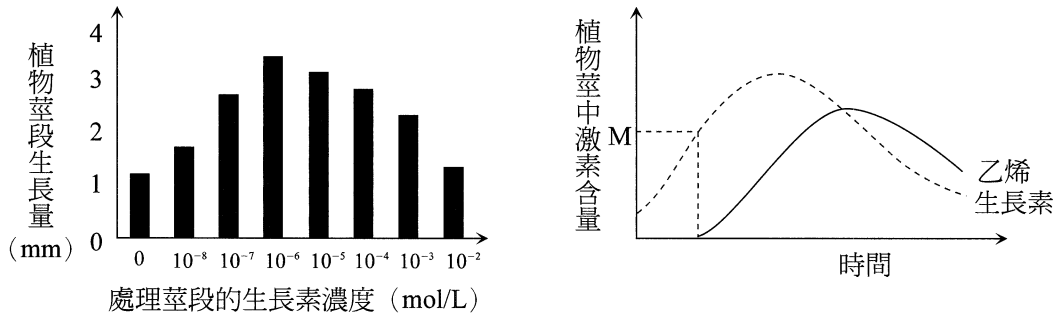 植物莖段生長量
(mm)
4
3
2
1
0
0 10⁻⁸ 10⁻⁷ 10⁻⁶ 10⁻⁵ 10⁻⁴ 10⁻³ 10⁻²
處理莖段的生長素濃度(mol/L)
植物莖中激素含量
M
乙烯
生長素
時間